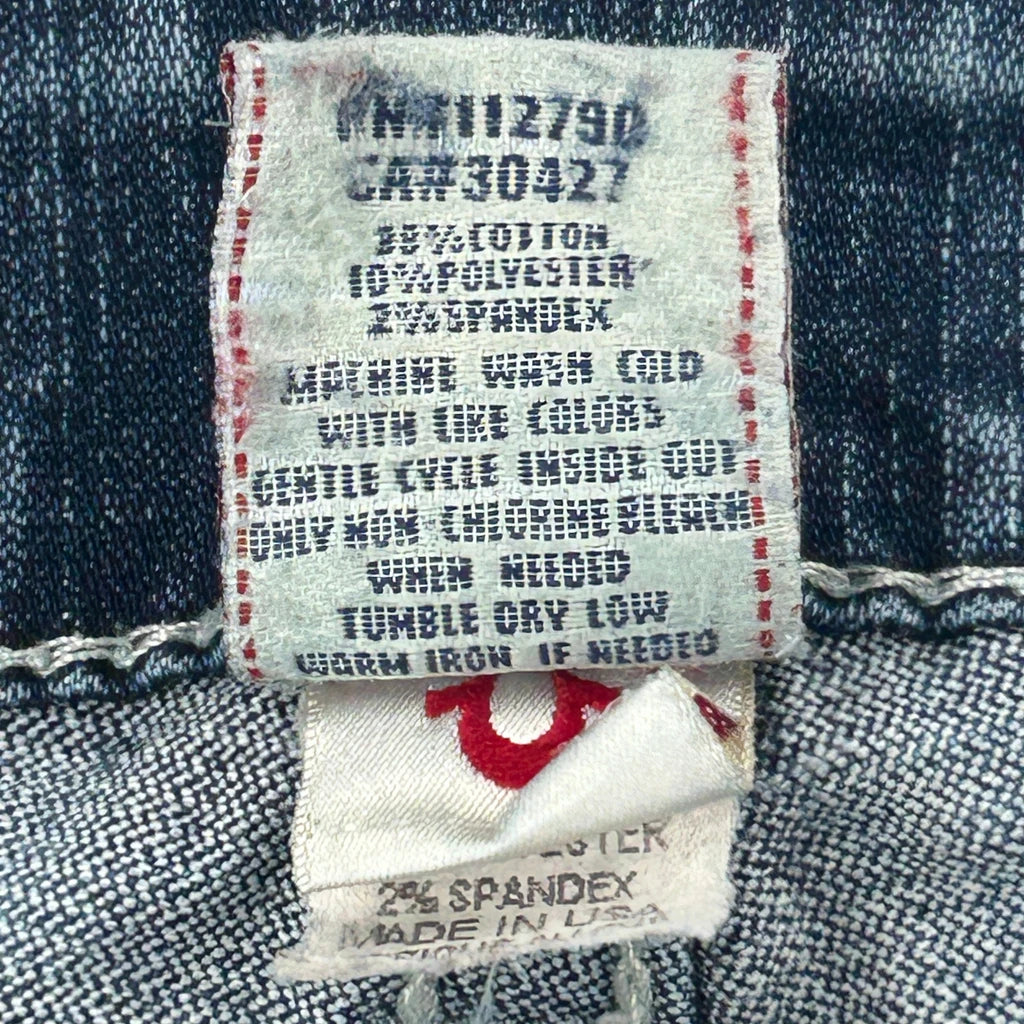 RN#112790
CA#30427
88%COTTON
10%POLYESTER
2%SPANDEX
MACHINE WASH COLD
WITH LIKE COLORS
GENTLE CYCLE INSIDE OUT
ONLY NON-CHLORINE BLEACH
WHEN NEEDED
TUMBLE DRY LOW
WARM IRON IF NEEDED
2% SPANDEX
MADE IN USA